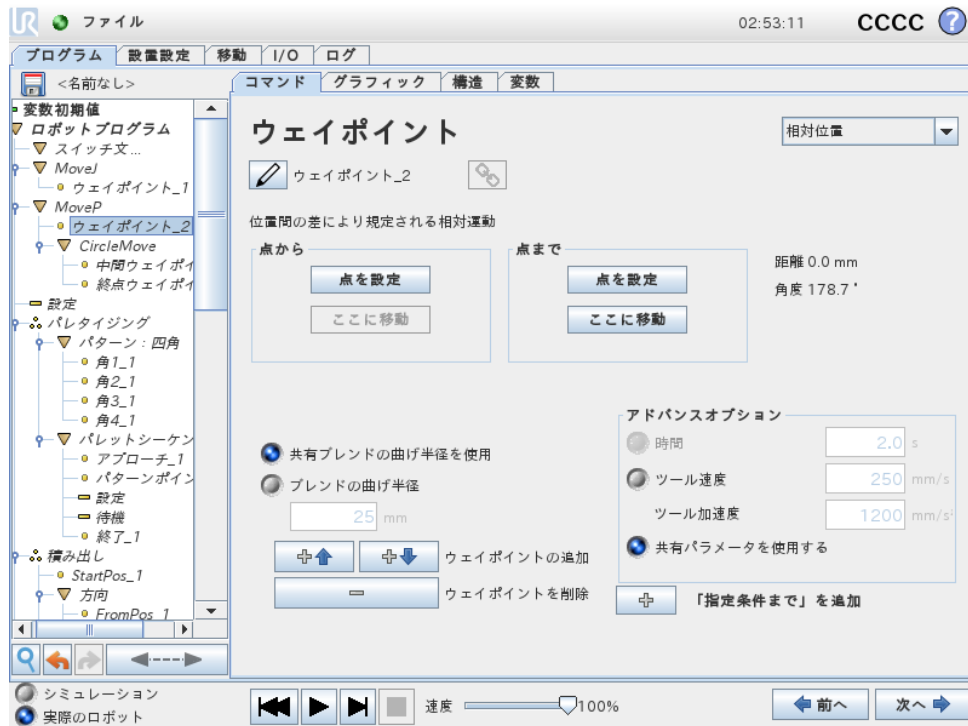 UR ファイル 02:53:11 CCCC ?
プログラム 設置設定 移動 I/O ログ
<名前なし>
コマンド グラフィック 構造 変数
変数初期値
ロボットプログラム
スイッチ文...
MoveJ
ウェイポイント_1
MoveP
ウェイポイント_2
CircleMove
中間ウェイポイ
終点ウェイポイ
設定
パレタイジング
パターン：四角
角1_1
角2_1
角3_1
角4_1
パレットシーケン
アプローチ_1
パターンポイン
設定
待機
終了_1
積み出し
StartPos_1
方向
FromPos_1
ウェイポイント
相対位置
ウェイポイント_2
位置間の差により規定される相対運動
点から
点を設定
ここに移動
点まで
点を設定
ここに移動
距離 0.0 mm
角度 178.7 °
共有ブレンドの曲げ半径を使用
ブレンドの曲げ半径
25 mm
ウェイポイントの追加
ウェイポイントを削除
アドバンスオプション
時間 2.0 s
ツール速度 250 mm/s
ツール加速度 1200 mm/s²
共有パラメータを使用する
「指定条件まで」を追加
シミュレーション
実際のロボット
速度 100%
前へ 次へ